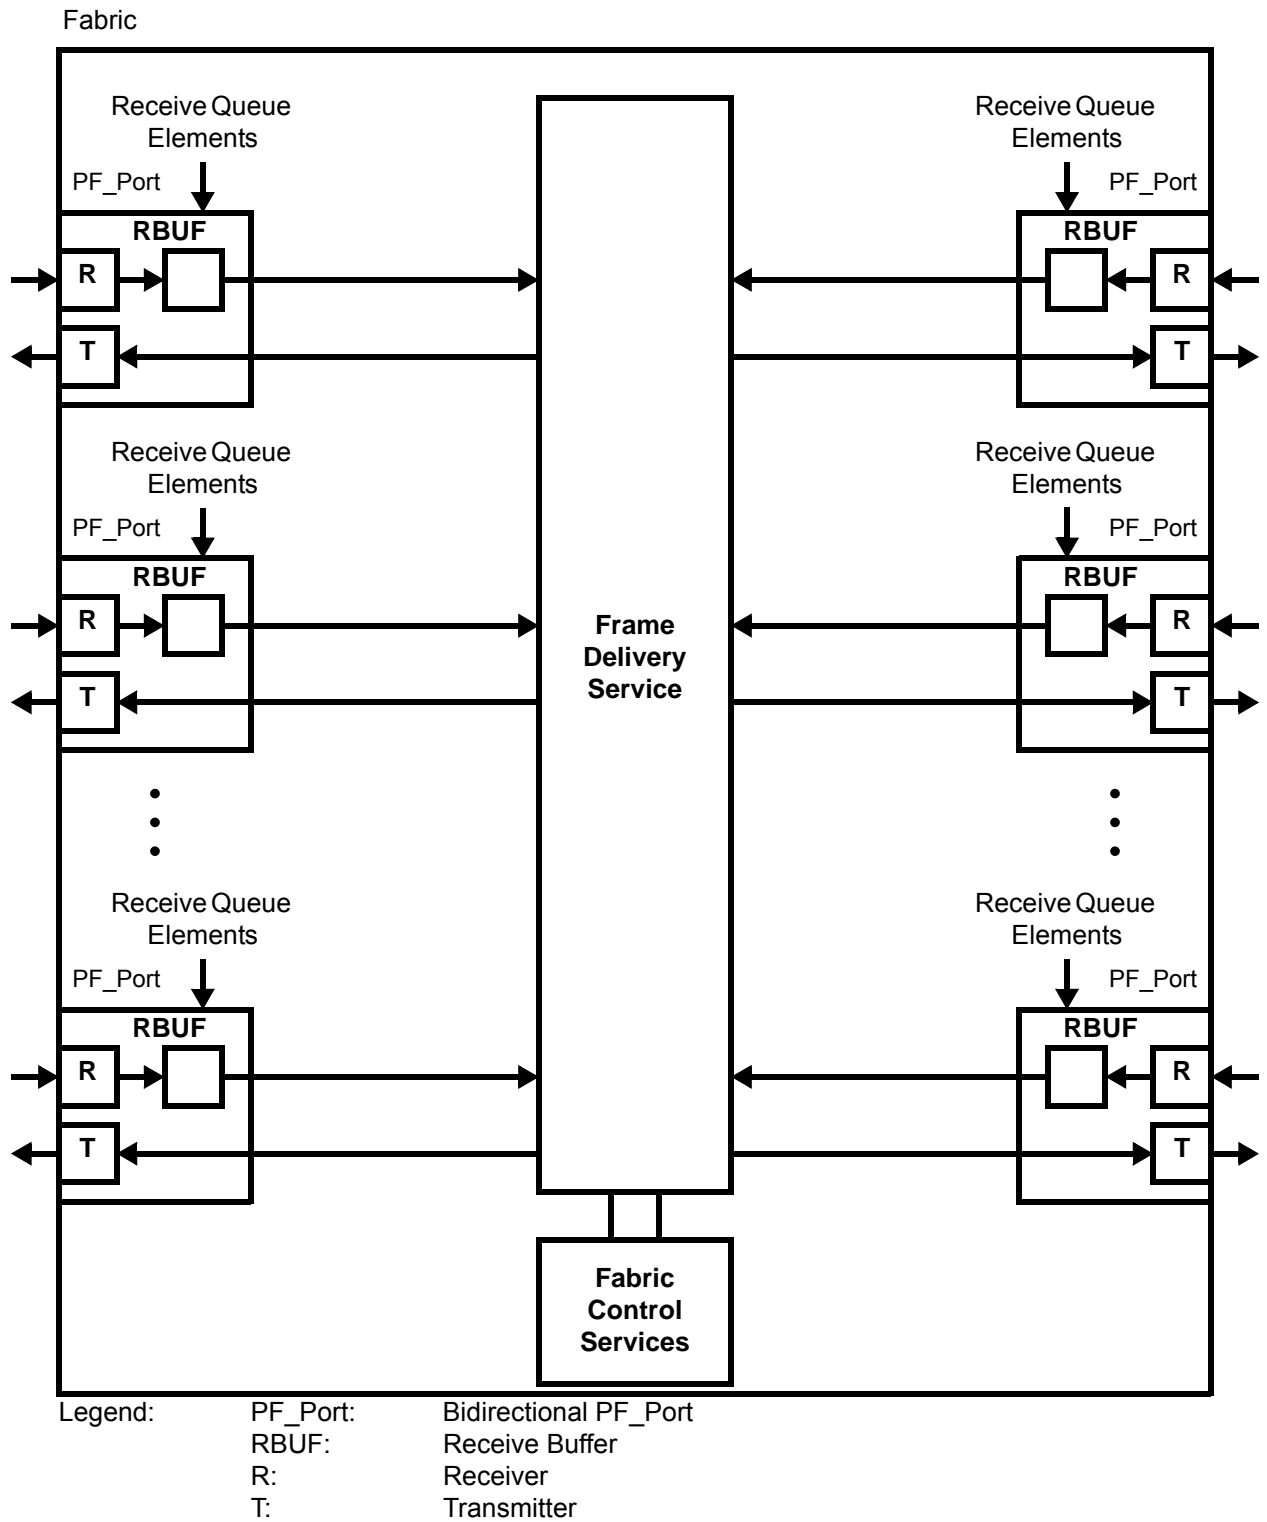 Fabric
Receive Queue
Elements
Receive Queue
Elements
PF_Port
PF_Port
RBUF
RBUF
R
R
T
T
Receive Queue
Elements
Receive Queue
Elements
PF_Port
PF_Port
RBUF
RBUF
R
R
T
T
Frame
Delivery
Service
Receive Queue
Elements
Receive Queue
Elements
PF_Port
PF_Port
RBUF
RBUF
R
R
T
T
Fabric
Control
Services
Legend: PF_Port: Bidirectional PF_Port
RBUF: Receive Buffer
R: Receiver
T: Transmitter